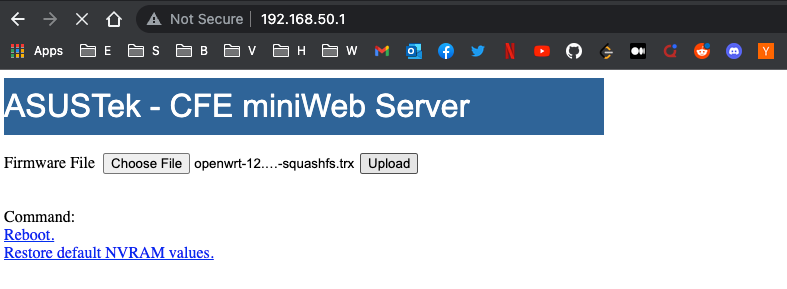 Not Secure | 192.168.50.1
Apps E S B V H W
ASUSTek - CFE miniWeb Server
Firmware File Choose File openwrt-12....-squashfs.trx Upload
Command:
Reboot.
Restore default NVRAM values.